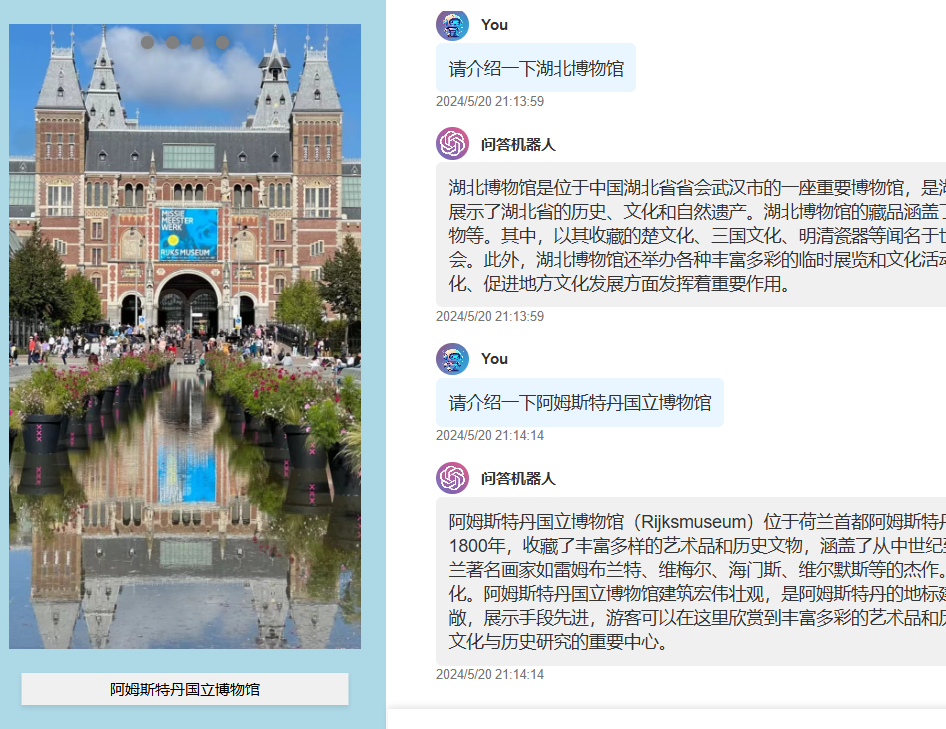 MISSIE
MEESTER
WERK
RIJKS MUSEUM
阿姆斯特丹国立博物馆
You
请介绍一下湖北博物馆
2024/5/20 21:13:59
问答机器人
湖北博物馆是位于中国湖北省省会武汉市的一座重要博物馆，是
展示了湖北省的历史、文化和自然遗产。湖北博物馆的藏品涵盖了
物等。其中，以其收藏的楚文化、三国文化、明清瓷器等闻名于
会。此外，湖北博物馆还举办各种丰富多彩的临时展览和文化活动
化、促进地方文化发展方面发挥着重要作用。
2024/5/20 21:13:59
You
请介绍一下阿姆斯特丹国立博物馆
2024/5/20 21:14:14
问答机器人
阿姆斯特丹国立博物馆（Rijksmuseum）位于荷兰首都阿姆斯特丹
1800年，收藏了丰富多样的艺术品和历史文物，涵盖了从中世纪
兰著名画家如雷姆布兰特、维梅尔、海门斯、维尔默斯等的杰作。
化。阿姆斯特丹国立博物馆建筑宏伟壮观，是阿姆斯特丹的地标
敞，展示手段先进，游客可以在这里欣赏到丰富多彩的艺术品和
文化与历史研究的重要中心。
2024/5/20 21:14:14